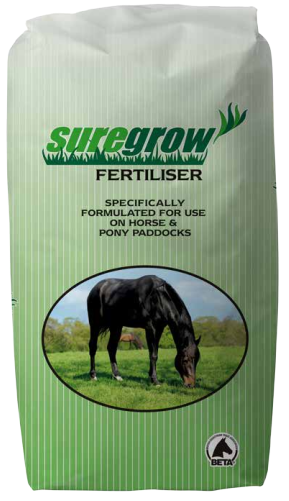 suregrow
FERTILISER
SPECIFICALLY
FORMULATED FOR USE
ON HORSE &
PONY PADDOCKS
BETA